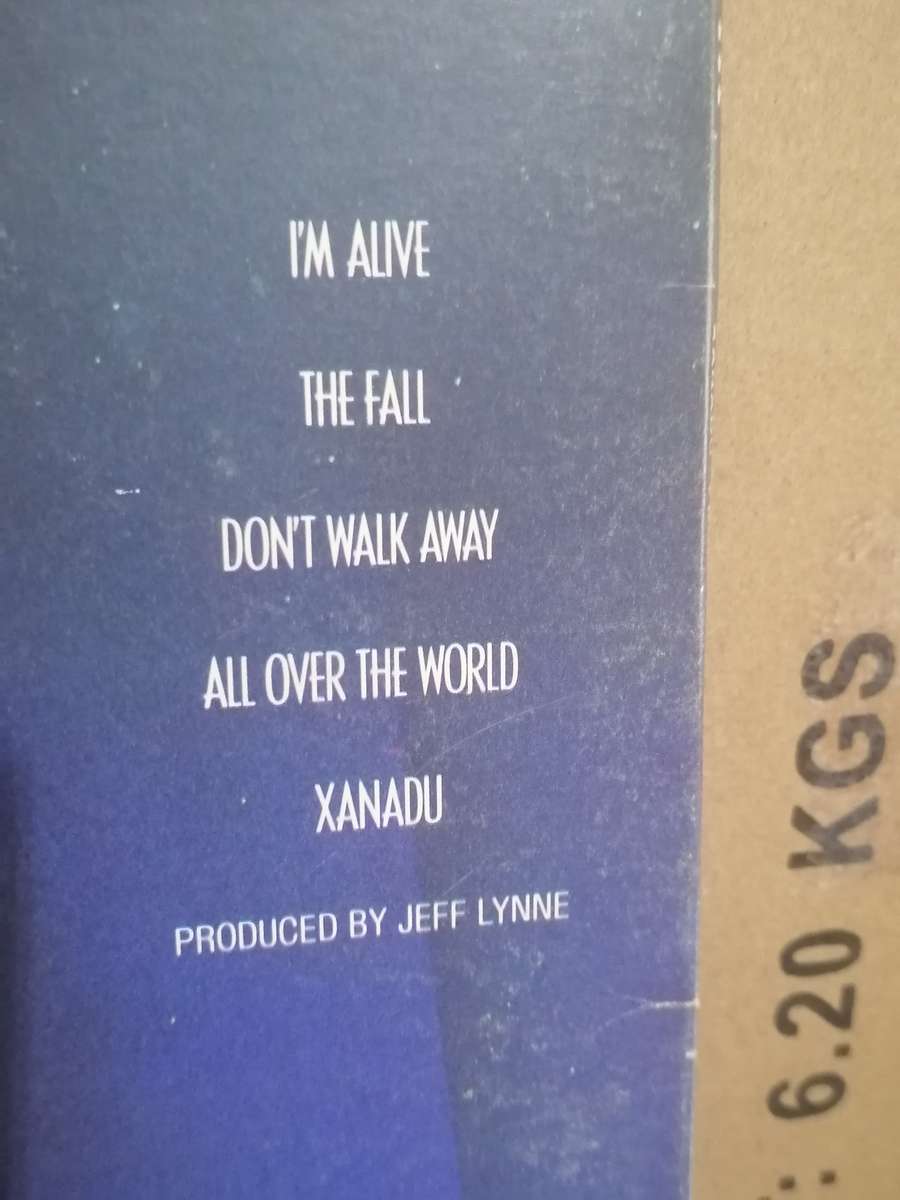 I'M ALIVE
THE FALL
DON'T WALK AWAY
ALL OVER THE WORLD
XANADU
PRODUCED BY JEFF LYNNE
: 6.20 KGS